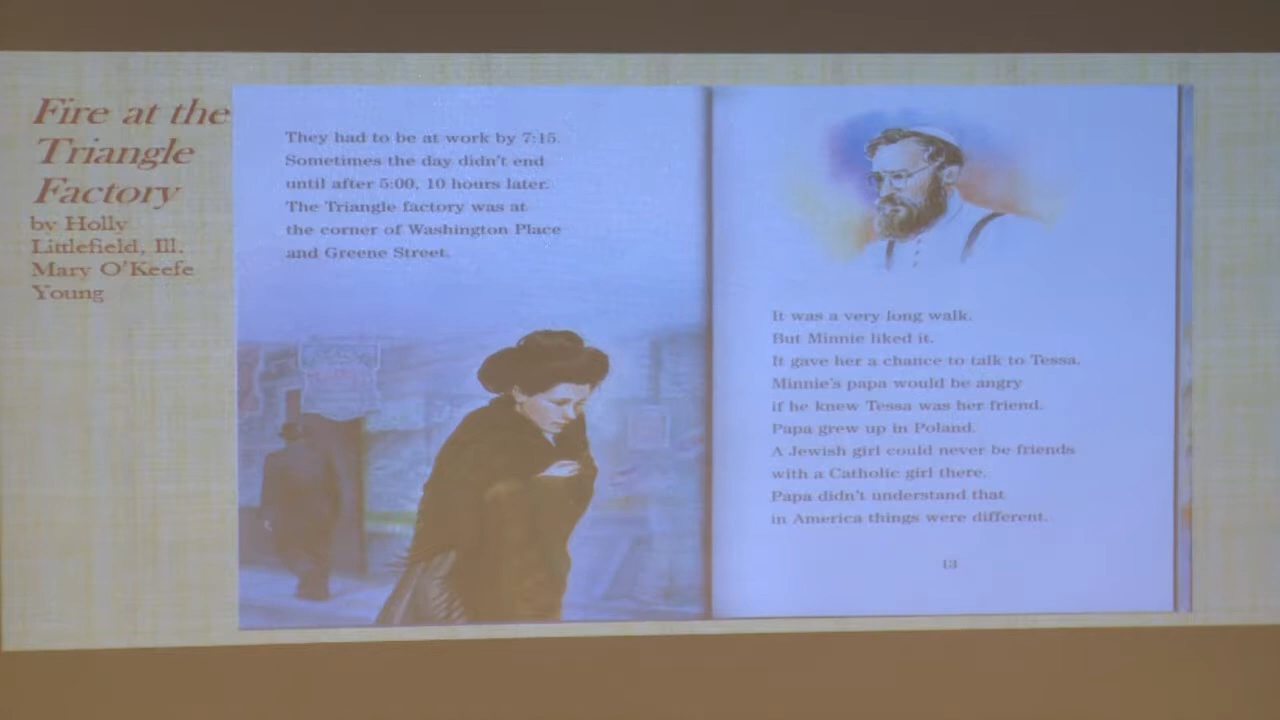 Fire at the
Triangle
Factory
by Holly
Littlefield, Ill.
Mary O'Keefe
Young
They had to be at work by 7:15.
Sometimes the day didn't end
until after 5:00, 10 hours later.
The Triangle factory was at
the corner of Washington Place
and Greene Street.
It was a very long walk.
But Minnie liked it.
It gave her a chance to talk to Tessa.
Minnie's papa would be angry
if he knew Tessa was her friend.
Papa grew up in Poland.
A Jewish girl could never be friends
with a Catholic girl there.
Papa didn't understand that
in America things were different.
13